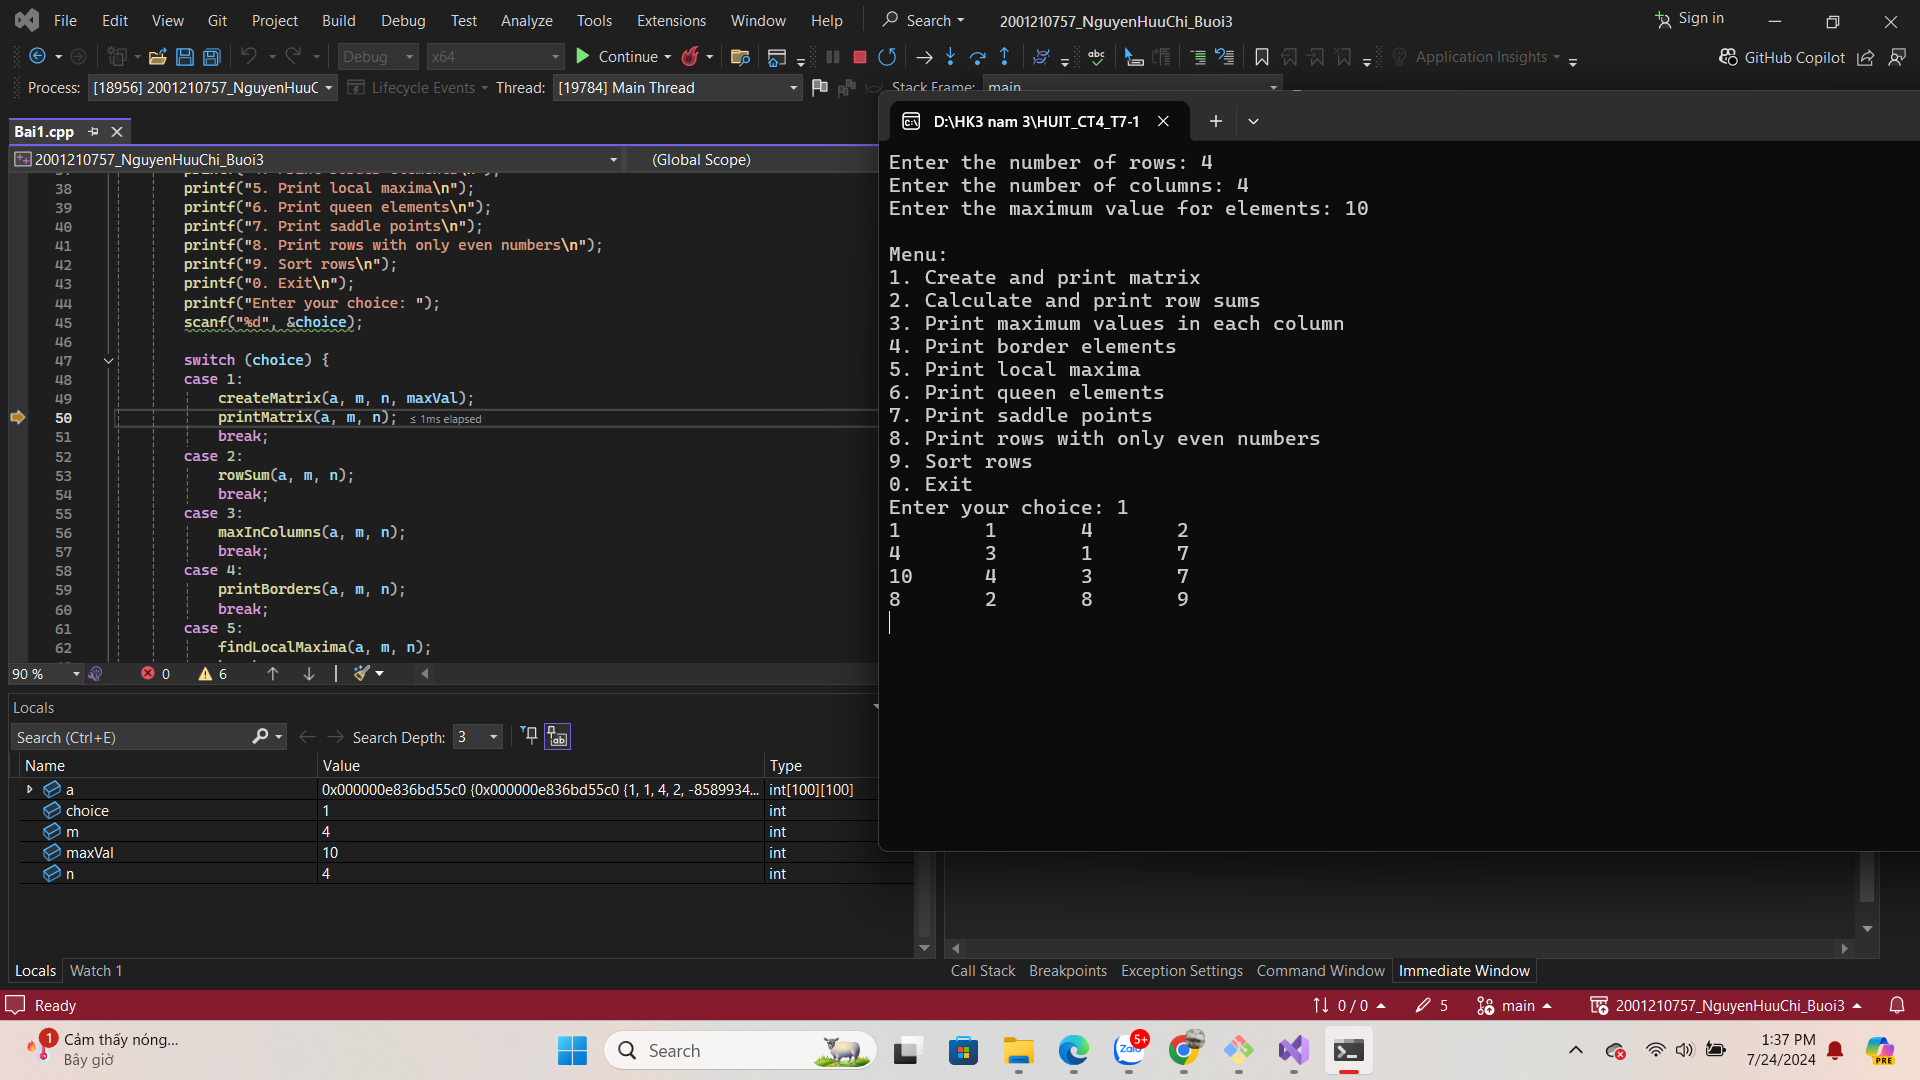 File Edit View Git Project Build Debug Test Analyze Tools Extensions Window Help Search 2001210757_NguyenHuuChi_Buoi3 Sign in
Debug x64 Continue Application Insights GitHub Copilot
Process: [18956] 2001210757_NguyenHuuC Lifecycle Events Thread: [19784] Main Thread Stack Frame: main
Bai1.cpp
2001210757_NguyenHuuChi_Buoi3 (Global Scope)
38 printf("5. Print local maxima\n");
39 printf("6. Print queen elements\n");
40 printf("7. Print saddle points\n");
41 printf("8. Print rows with only even numbers\n");
42 printf("9. Sort rows\n");
43 printf("0. Exit\n");
44 printf("Enter your choice: ");
45 scanf("%d", &choice);
46
47 switch (choice) {
48 case 1:
49 createMatrix(a, m, n, maxVal);
50 printMatrix(a, m, n); ≤ 1ms elapsed
51 break;
52 case 2:
53 rowSum(a, m, n);
54 break;
55 case 3:
56 maxInColumns(a, m, n);
57 break;
58 case 4:
59 printBorders(a, m, n);
60 break;
61 case 5:
62 findLocalMaxima(a, m, n);
90 % 0 6
Locals
Search (Ctrl+E) Search Depth: 3
Name Value Type
a 0x000000e836bd55c0 {0x000000e836bd55c0 {1, 1, 4, 2, -8589934... int[100][100]
choice 1 int
m 4 int
maxVal 10 int
n 4 int
Locals Watch 1
D:\HK3 nam 3\HUIT_CT4_T7-1
Enter the number of rows: 4
Enter the number of columns: 4
Enter the maximum value for elements: 10
Menu:
1. Create and print matrix
2. Calculate and print row sums
3. Print maximum values in each column
4. Print border elements
5. Print local maxima
6. Print queen elements
7. Print saddle points
8. Print rows with only even numbers
9. Sort rows
0. Exit
Enter your choice: 1
1 1 4 2
4 3 1 7
10 4 3 7
8 2 8 9
Call Stack Breakpoints Exception Settings Command Window Immediate Window
Ready 0 / 0 5 main 2001210757_NguyenHuuChi_Buoi3
1 Cảm thấy nóng...
Bây giờ
Search
Zalo 5+
1:37 PM
7/24/2024
PRE